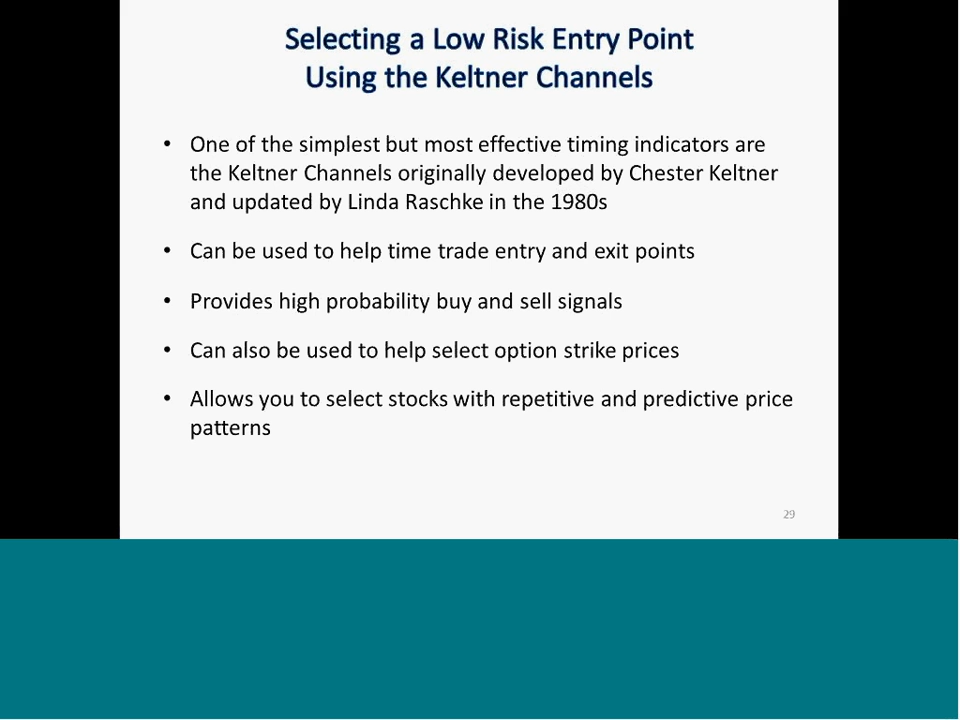 Selecting a Low Risk Entry Point
Using the Keltner Channels
• One of the simplest but most effective timing indicators are
the Keltner Channels originally developed by Chester Keltner
and updated by Linda Raschke in the 1980s
• Can be used to help time trade entry and exit points
• Provides high probability buy and sell signals
• Can also be used to help select option strike prices
• Allows you to select stocks with repetitive and predictive price
patterns
29